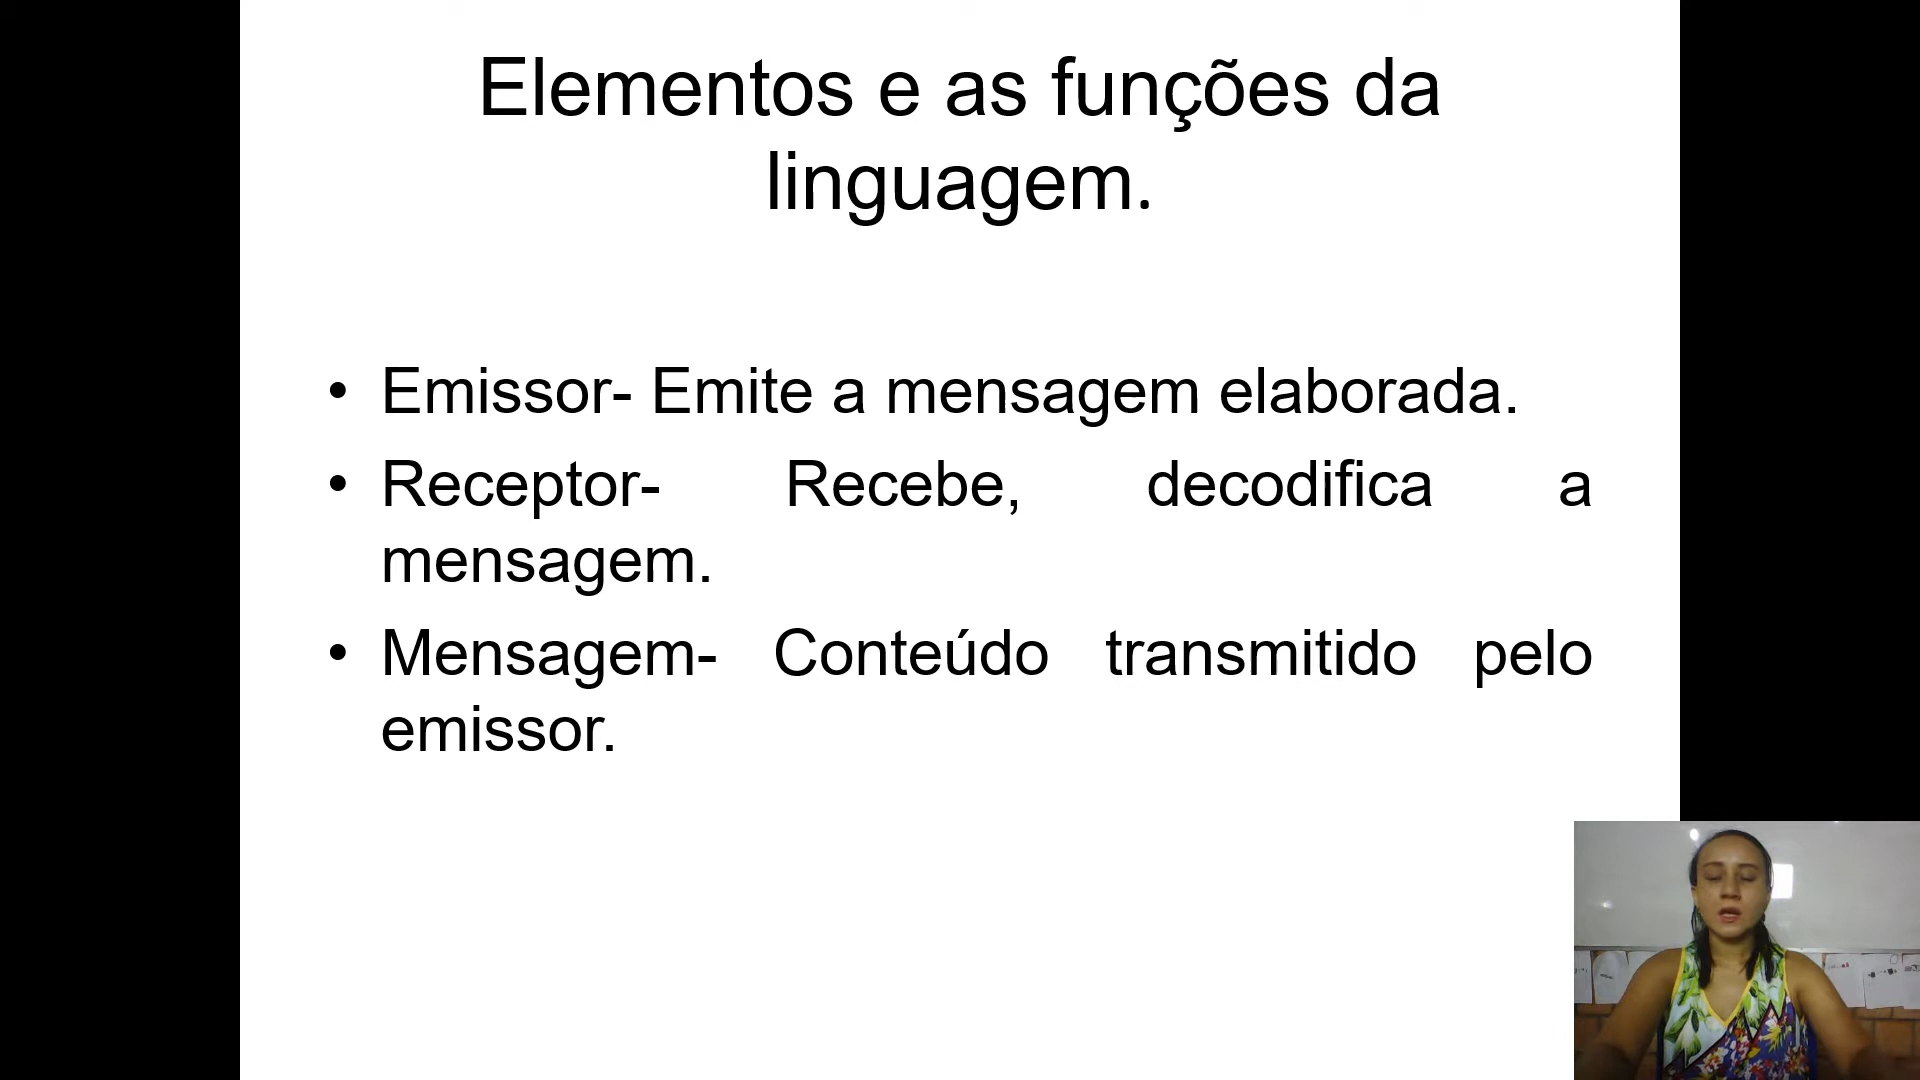 Elementos e as funções da
linguagem.
• Emissor- Emite a mensagem elaborada.
• Receptor- Recebe, decodifica a
mensagem.
• Mensagem- Conteúdo transmitido pelo
emissor.